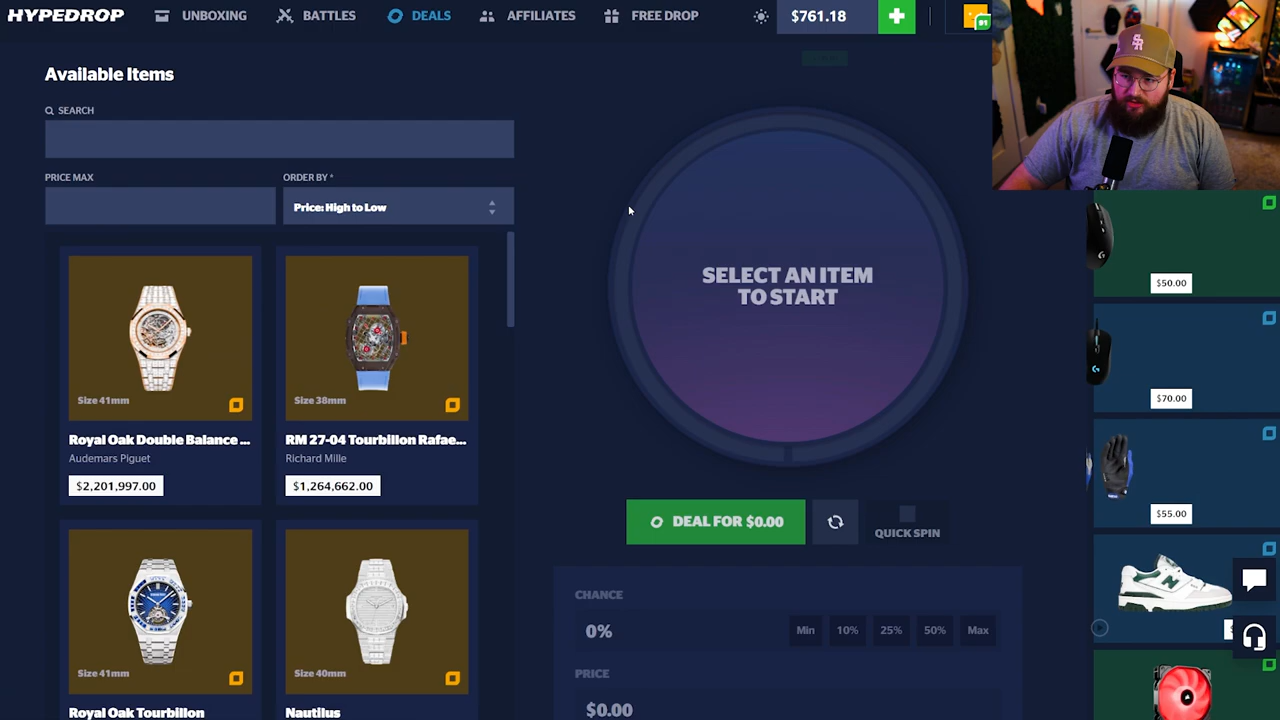 HYPEDROP
UNBOXING
BATTLES
DEALS
AFFILIATES
FREE DROP
$761.18
91
Available Items
SEARCH
PRICE MAX
ORDER BY *
Price: High to Low
Size 41mm
Royal Oak Double Balance ...
Audemars Piguet
$2,201,997.00
Size 38mm
RM 27-04 Tourbillon Rafae...
Richard Mille
$1,264,662.00
Size 41mm
Royal Oak Tourbillon
Size 40mm
Nautilus
SELECT AN ITEM
TO START
DEAL FOR $0.00
QUICK SPIN
CHANCE
0%
Min
10%
25%
50%
Max
PRICE
$0.00
$50.00
$70.00
$55.00